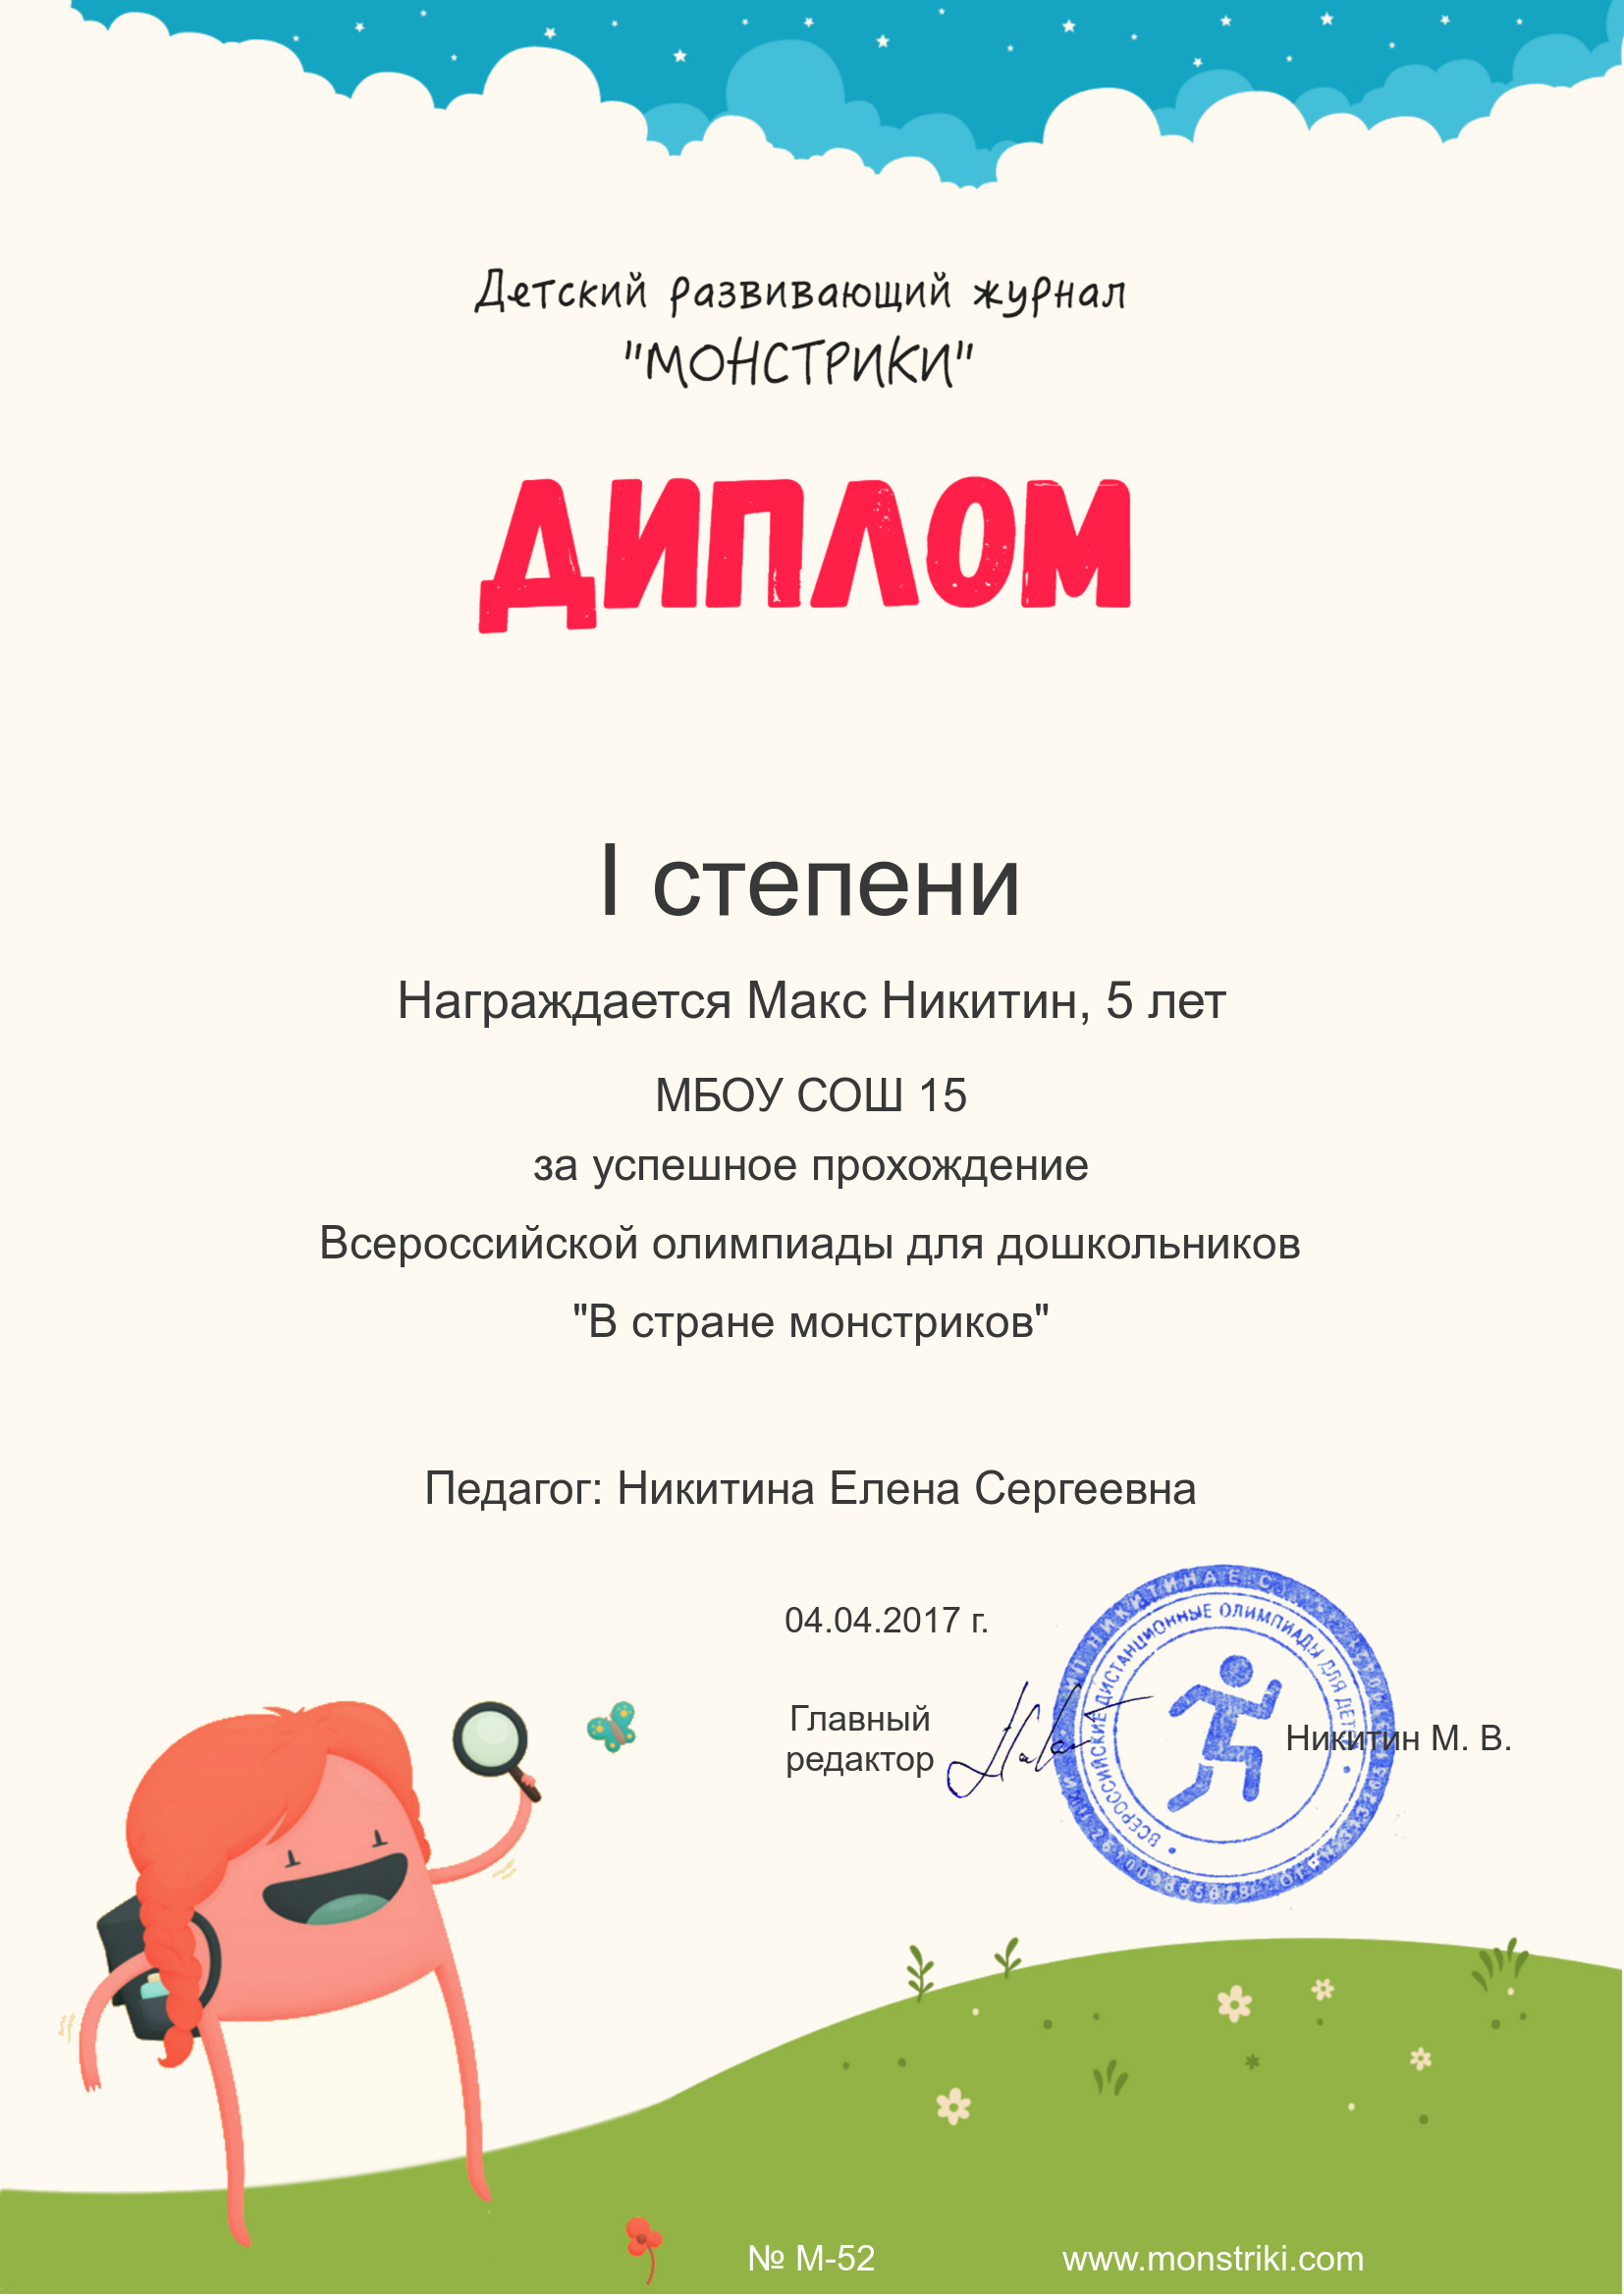 Детский развивающий журнал
"МОНСТРИКИ"
ДИПЛОМ
I степени
Награждается Макс Никитин, 5 лет
МБОУ СОШ 15
за успешное прохождение
Всероссийской олимпиады для дошкольников
"В стране монстриков"
Педагог: Никитина Елена Сергеевна
04.04.2017 г.
НИКИТИНА Е С
ВСЕРОССИЙСКИЕ ДИСТАНЦИОННЫЕ ОЛИМПИАДЫ ДЛЯ ДЕТЕЙ
Главный
редактор
Никитин М. В.
№ M-52
www.monstriki.com